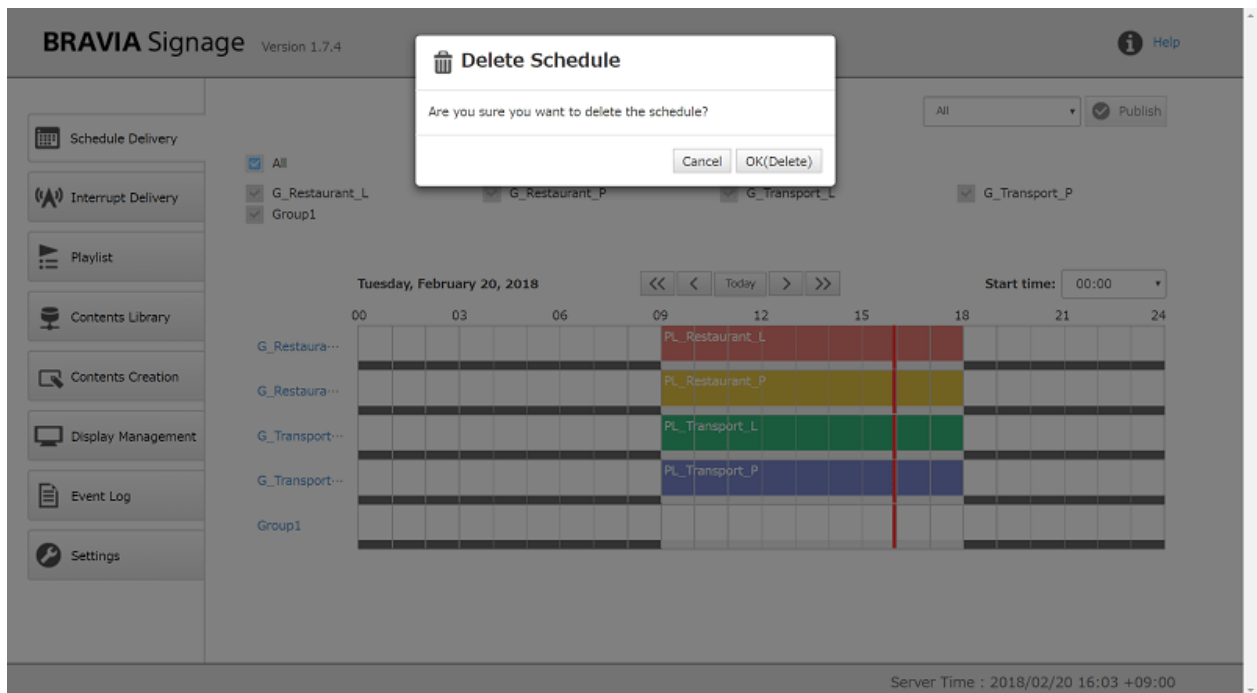 BRAVIA Signage Version 1.7.4
Help
Delete Schedule
Are you sure you want to delete the schedule?
Cancel OK(Delete)
All Publish
Schedule Delivery
Interrupt Delivery
Playlist
Contents Library
Contents Creation
Display Management
Event Log
Settings
All
G_Restaurant_L G_Restaurant_P G_Transport_L G_Transport_P
Group1
Tuesday, February 20, 2018 << < Today > >> Start time: 00:00
00 03 06 09 12 15 18 21 24
G_Restaura··· PL_Restaurant_L
G_Restaura··· PL_Restaurant_P
G_Transport··· PL_Transport_L
G_Transport··· PL_Transport_P
Group1
Server Time : 2018/02/20 16:03 +09:00